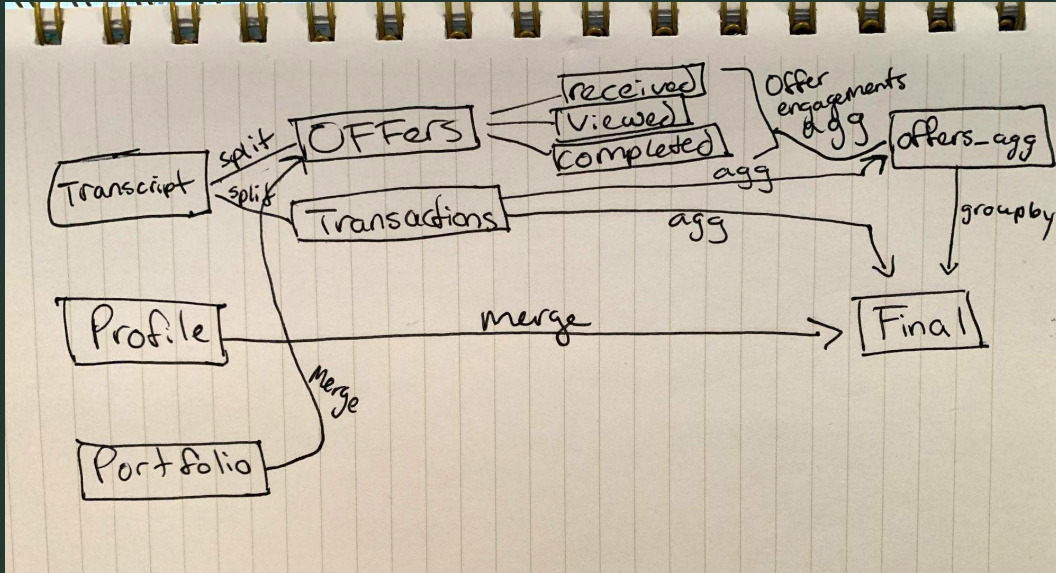 received
Offer
engagements
viewed
agg
OFFers
split
completed
offers_agg
Transcript
split
agg
Transactions
agg
groupby
Profile
merge
Final
Merge
Portfolio